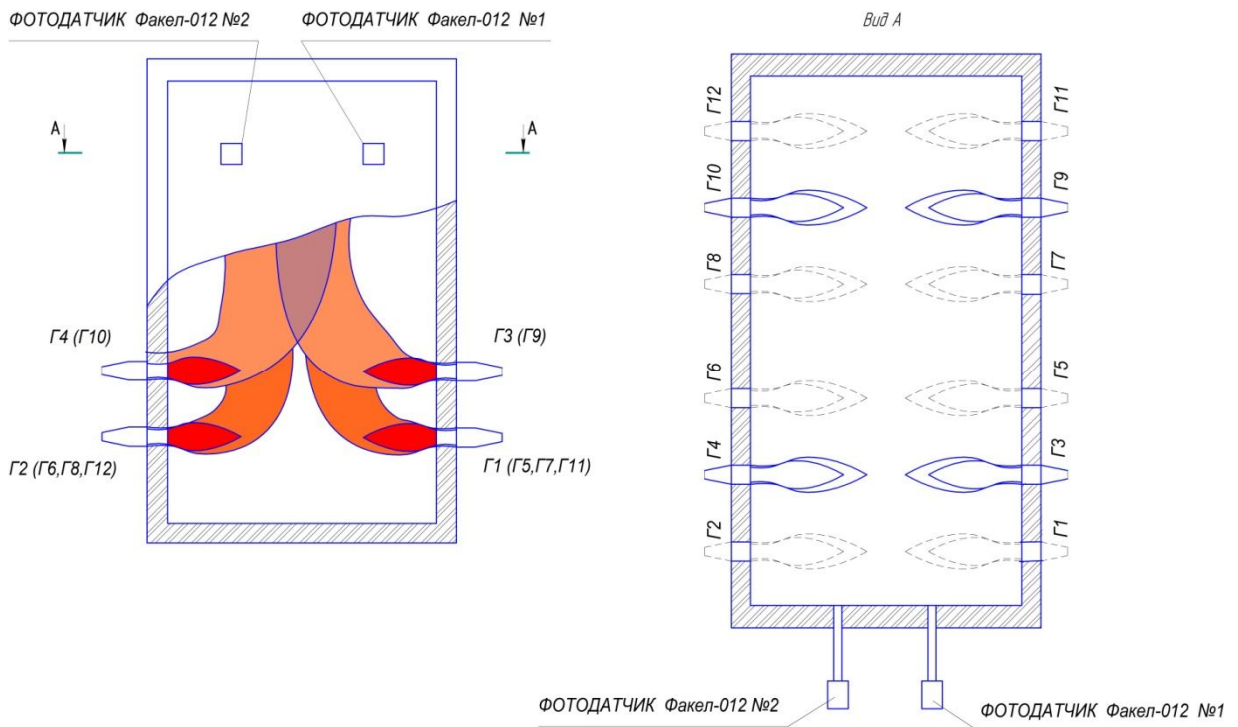 ФОТОДАТЧИК Факел-012 №2
ФОТОДАТЧИК Факел-012 №1
А
А
Г4 (Г10)
Г3 (Г9)
Г2 (Г6,Г8,Г12)
Г1 (Г5,Г7,Г11)
Вид А
Г12
Г11
Г10
Г9
Г8
Г7
Г6
Г5
Г4
Г3
Г2
Г1
ФОТОДАТЧИК Факел-012 №2
ФОТОДАТЧИК Факел-012 №1